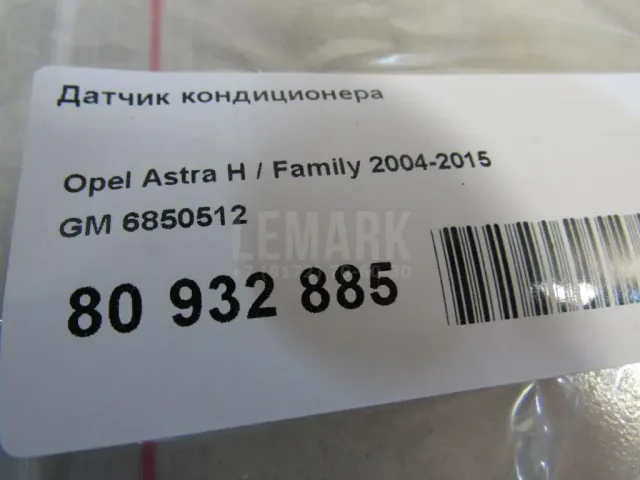 Датчик кондиционера
Opel Astra H / Family 2004-2015
GM 6850512
LEMARK
80 932 885